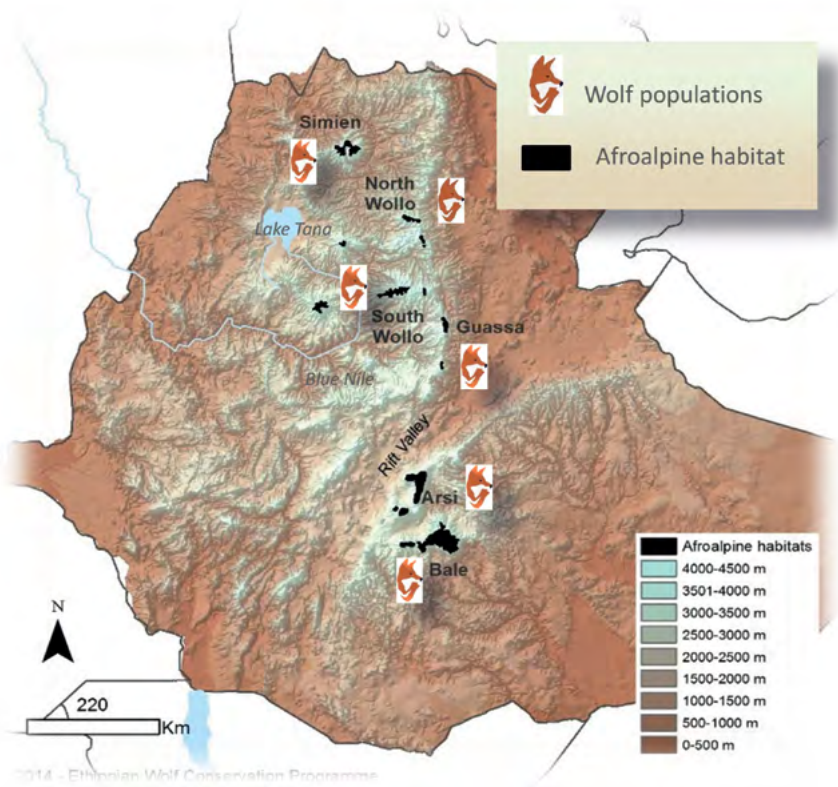 Wolf populations
Afroalpine habitat
Simien
North
Wollo
Lake Tana
South
Wollo
Guassa
Blue Nile
Rift Valley
Arsi
Bale
N
220
Km
Afroalpine habitats
4000-4500 m
3501-4000 m
3000-3500 m
2500-3000 m
2000-2500 m
1500-2000 m
1000-1500 m
500-1000 m
0-500 m
2014 - Ethiopian Wolf Conservation Programme